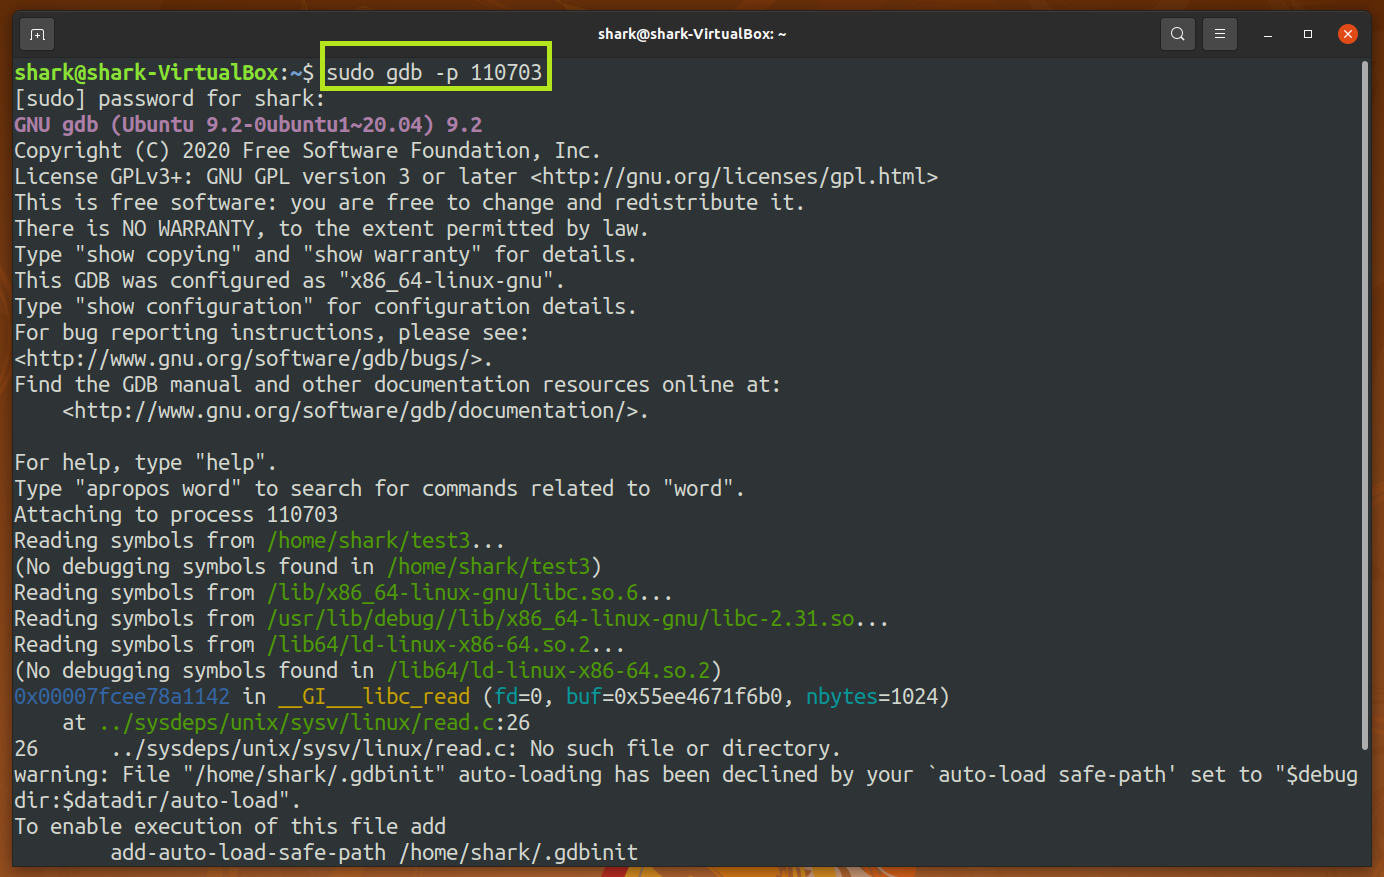 shark@shark-VirtualBox: ~
shark@shark-VirtualBox:~$ sudo gdb -p 110703
[sudo] password for shark:
GNU gdb (Ubuntu 9.2-0ubuntu1~20.04) 9.2
Copyright (C) 2020 Free Software Foundation, Inc.
License GPLv3+: GNU GPL version 3 or later <http://gnu.org/licenses/gpl.html>
This is free software: you are free to change and redistribute it.
There is NO WARRANTY, to the extent permitted by law.
Type "show copying" and "show warranty" for details.
This GDB was configured as "x86_64-linux-gnu".
Type "show configuration" for configuration details.
For bug reporting instructions, please see:
<http://www.gnu.org/software/gdb/bugs/>.
Find the GDB manual and other documentation resources online at:
    <http://www.gnu.org/software/gdb/documentation/>.

For help, type "help".
Type "apropos word" to search for commands related to "word".
Attaching to process 110703
Reading symbols from /home/shark/test3...
(No debugging symbols found in /home/shark/test3)
Reading symbols from /lib/x86_64-linux-gnu/libc.so.6...
Reading symbols from /usr/lib/debug//lib/x86_64-linux-gnu/libc-2.31.so...
Reading symbols from /lib64/ld-linux-x86-64.so.2...
(No debugging symbols found in /lib64/ld-linux-x86-64.so.2)
0x00007fcee78a1142 in __GI___libc_read (fd=0, buf=0x55ee4671f6b0, nbytes=1024)
    at ../sysdeps/unix/sysv/linux/read.c:26
26      ../sysdeps/unix/sysv/linux/read.c: No such file or directory.
warning: File "/home/shark/.gdbinit" auto-loading has been declined by your `auto-load safe-path' set to "$debug
dir:$datadir/auto-load".
To enable execution of this file add
        add-auto-load-safe-path /home/shark/.gdbinit